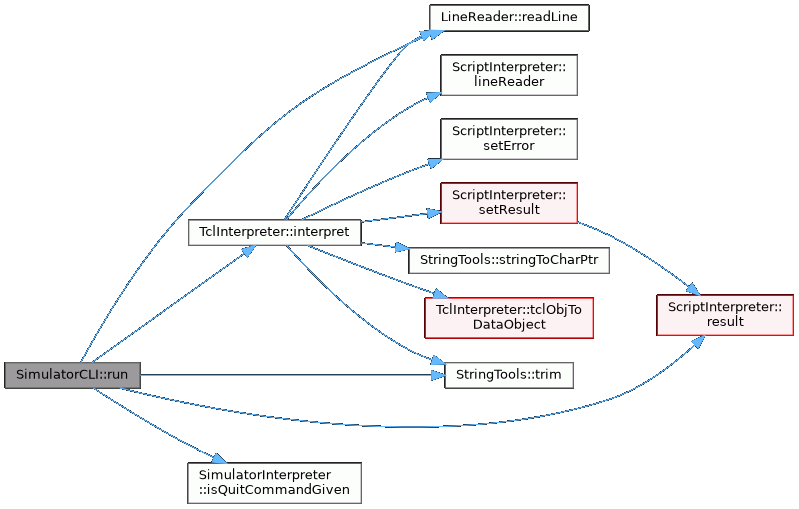 LineReader::readLine
ScriptInterpreter::
lineReader
ScriptInterpreter::
setError
ScriptInterpreter::
setResult
TclInterpreter::interpret
StringTools::stringToCharPtr
TclInterpreter::tclObjTo
DataObject
ScriptInterpreter::
result
SimulatorCLI::run
StringTools::trim
SimulatorInterpreter
::isQuitCommandGiven